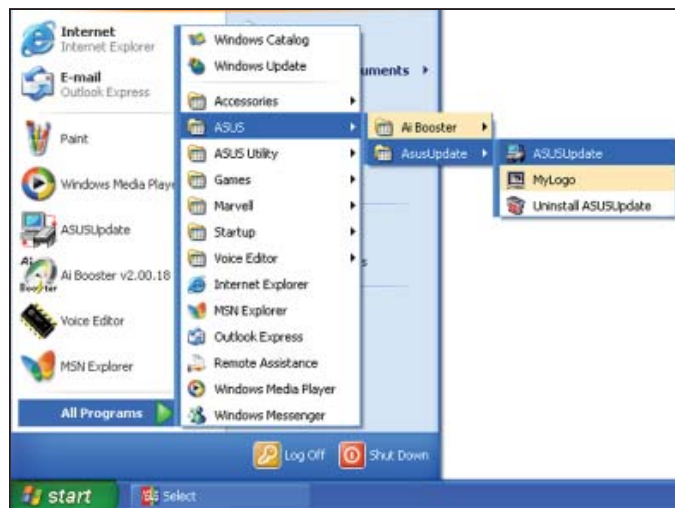 Internet
Internet Explorer
E-mail
Outlook Express
Paint
Windows Media Playe
ASUSUpdate
Ai Booster v2.00.18
Voice Editor
MSN Explorer
All Programs
Windows Catalog
Windows Update
Accessories
ASUS
ASUS Utility
Games
Marvell
Startup
Voice Editor
Internet Explorer
MSN Explorer
Outlook Express
Remote Assistance
Windows Media Player
Windows Messenger
uments
s
Ai Booster
AsusUpdate
ASUSUpdate
MyLogo
Uninstall ASUSUpdate
Log Off
Shut Down
start
Select